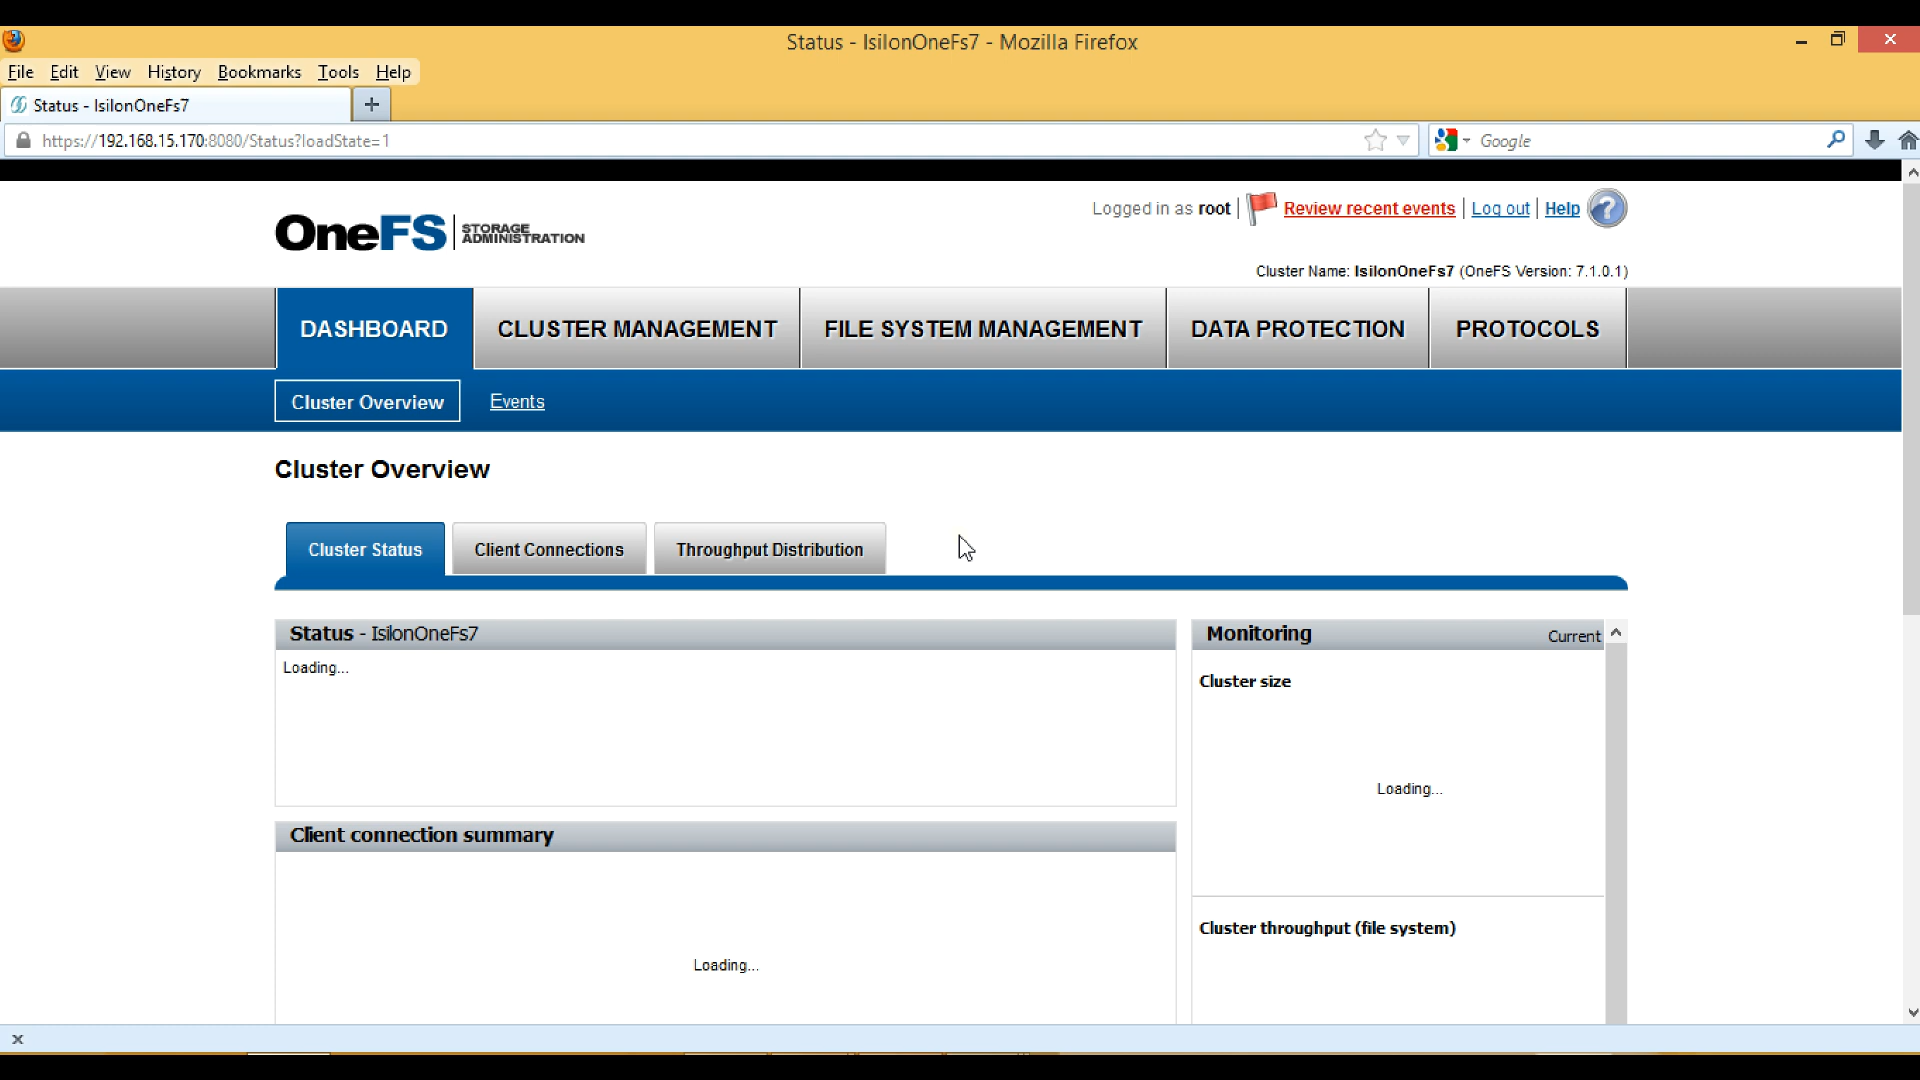 Status - IsilonOneFs7 - Mozilla Firefox
File Edit View History Bookmarks Tools Help
Status - IsilonOneFs7 +
https://192.168.15.170:8080/Status?loadState=1 Google
Logged in as root | Review recent events | Log out | Help ?
OneFS STORAGE
ADMINISTRATION
Cluster Name: IsilonOneFs7 (OneFS Version: 7.1.0.1)
DASHBOARD CLUSTER MANAGEMENT FILE SYSTEM MANAGEMENT DATA PROTECTION PROTOCOLS
Cluster Overview Events
Cluster Overview
Cluster Status Client Connections Throughput Distribution
Status - IsilonOneFs7
Loading...
Monitoring Current
Cluster size
Loading...
Client connection summary
Loading...
Cluster throughput (file system)